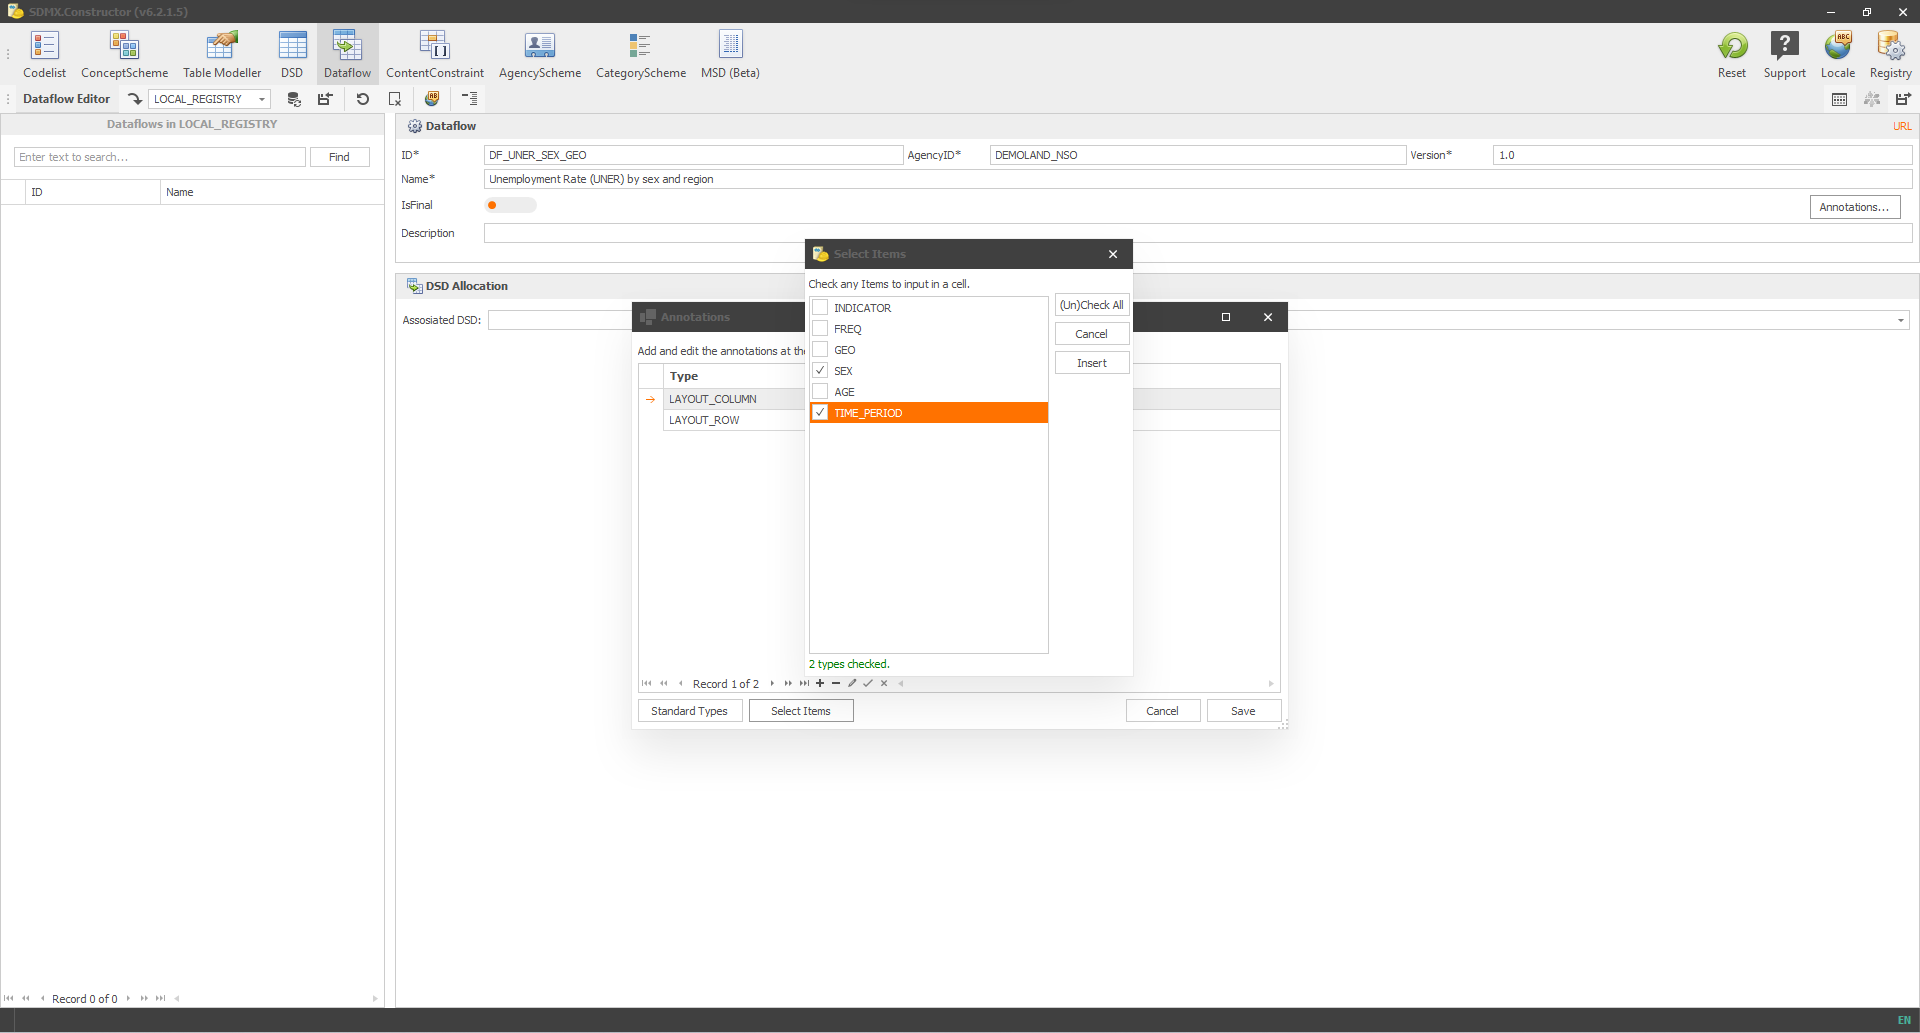 SDMX.Constructor (v6.2.1.5)
Codelist ConceptScheme Table Modeller DSD Dataflow ContentConstraint AgencyScheme CategoryScheme MSD (Beta) Reset Support Locale Registry
Dataflow Editor LOCAL_REGISTRY
Dataflows in LOCAL_REGISTRY
Enter text to search... Find
ID Name
Record 0 of 0
Dataflow URL
ID* DF_UNER_SEX_GEO AgencyID* DEMOLAND_NSO Version* 1.0
Name* Unemployment Rate (UNER) by sex and region
IsFinal Annotations...
Description
DSD Allocation
Assosiated DSD:
Annotations
Add and edit the annotations at the
Type
LAYOUT_COLUMN
LAYOUT_ROW
Record 1 of 2
Standard Types Select Items Cancel Save
Select Items
Check any Items to input in a cell.
INDICATOR (Un)Check All
FREQ Cancel
GEO Insert
SEX
AGE
TIME_PERIOD
2 types checked.
EN